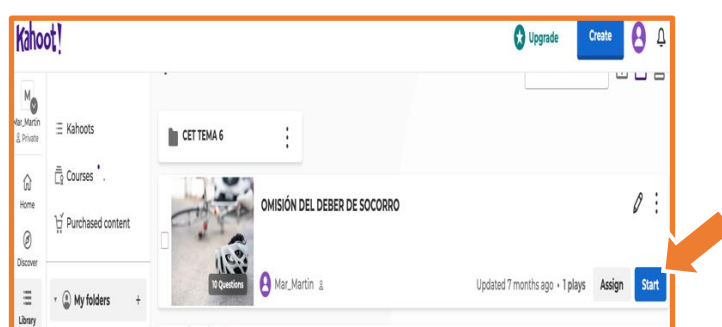 Kahoot!
Upgrade
Create
M
Mar_Martin
Private
Home
Discover
Library
Kahoots
Courses
Purchased content
My folders
CET TEMA 6
OMISIÓN DEL DEBER DE SOCORRO
10 Questions
Mar_Martin
Updated 7 months ago • 1 plays
Assign
Start